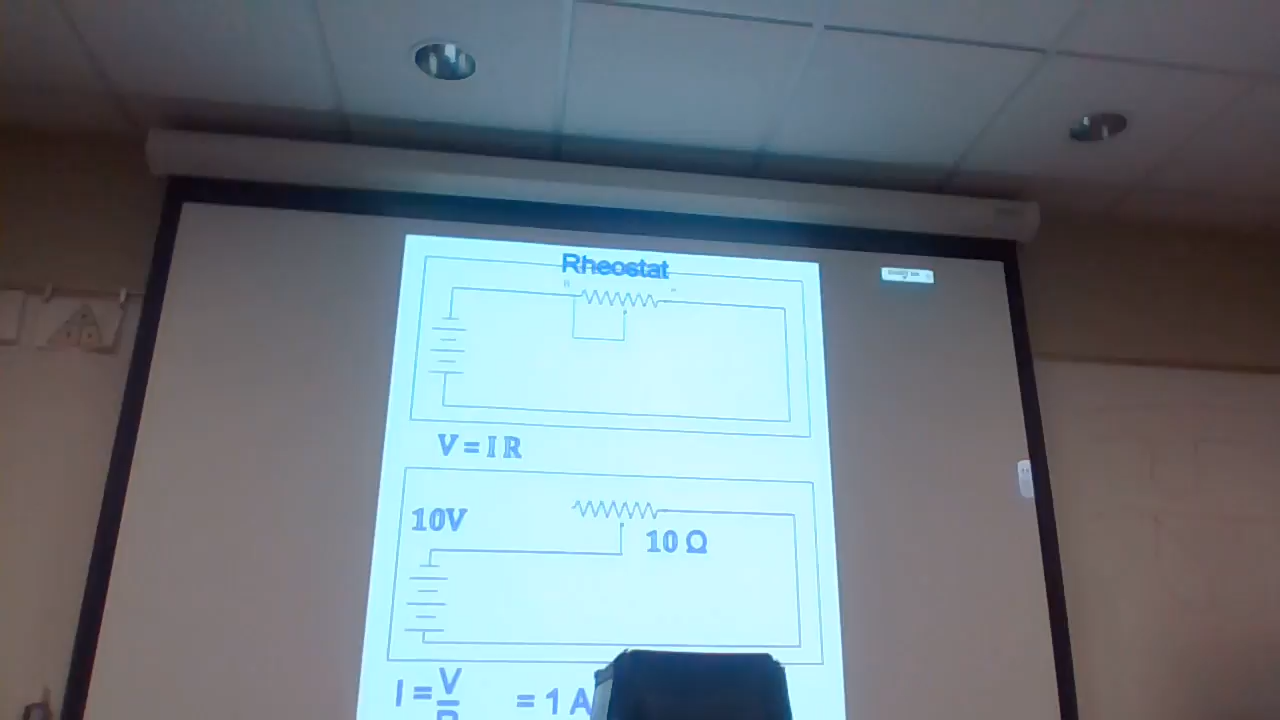 Rheostat
V = I R
10V
10 Ω
I = V
= 1 A